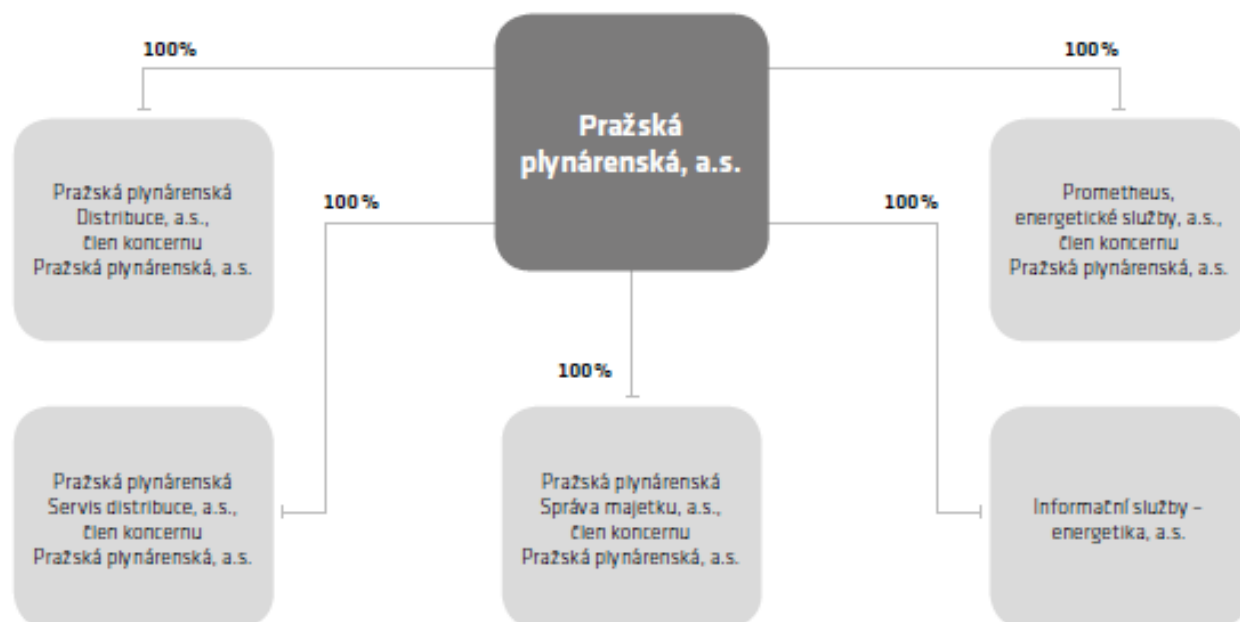 100%
100%
Pražská
plynárenská, a.s.
Pražská plynárenská
Distribuce, a.s.,
člen koncernu
Pražská plynárenská, a.s.
100%
100%
Prometheus,
energetické služby, a.s.,
člen koncernu
Pražská plynárenská, a.s.
100%
Pražská plynárenská
Servis distribuce, a.s.,
člen koncernu
Pražská plynárenská, a.s.
Pražská plynárenská
Správa majetku, a.s.,
člen koncernu
Pražská plynárenská, a.s.
Informační služby –
energetika, a.s.